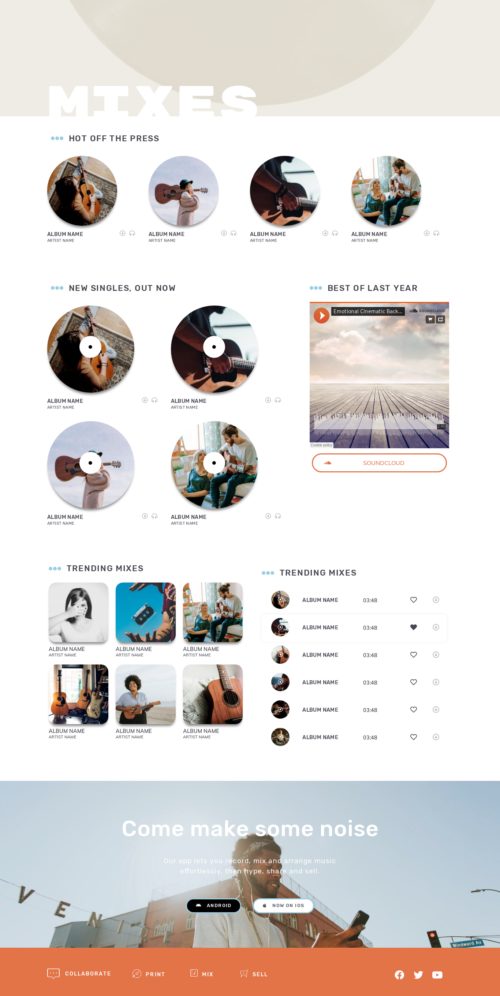 MIXES
HOT OFF THE PRESS
ALBUM NAME
ARTIST NAME
ALBUM NAME
ARTIST NAME
ALBUM NAME
ARTIST NAME
ALBUM NAME
ARTIST NAME
NEW SINGLES, OUT NOW
ALBUM NAME
ARTIST NAME
ALBUM NAME
ARTIST NAME
ALBUM NAME
ARTIST NAME
ALBUM NAME
ARTIST NAME
BEST OF LAST YEAR
Emotional Cinematic Back...
SOUNDCLOUD
Cookie policy
SOUNDCLOUD
TRENDING MIXES
ALBUM NAME
ARTIST NAME
ALBUM NAME
ARTIST NAME
ALBUM NAME
ARTIST NAME
ALBUM NAME
ARTIST NAME
ALBUM NAME
ARTIST NAME
ALBUM NAME
ARTIST NAME
TRENDING MIXES
ALBUM NAME 03:48
ALBUM NAME 03:48
ALBUM NAME 03:48
ALBUM NAME 03:48
ALBUM NAME 03:48
ALBUM NAME 03:48
Come make some noise
Our app lets you record, mix and arrange music
effortlessly, then hype, share and sell
VENI
ANDROID
NOW ON IOS
Windward Av
COLLABORATE
PRINT
MIX
SELL